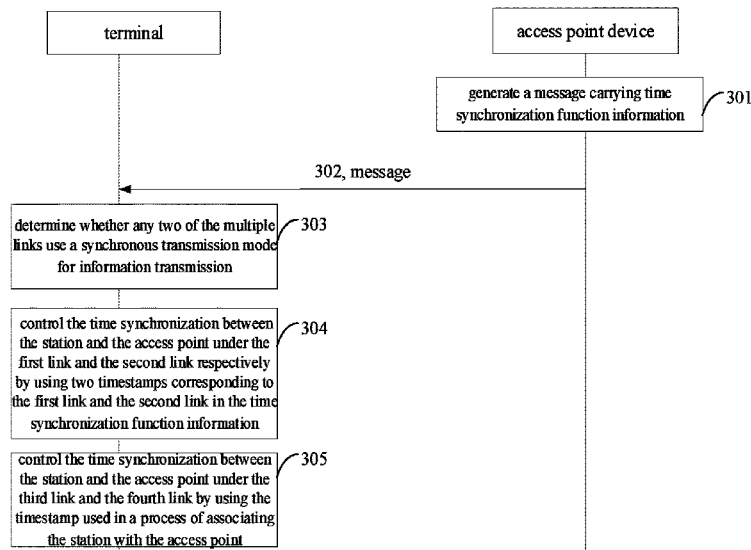 terminal
access point device
generate a message carrying time
synchronization function information
301
302, message
determine whether any two of the multiple
links use a synchronous transmission mode
for information transmission
303
control the time synchronization between
the station and the access point under the
first link and the second link respectively
by using two timestamps corresponding to
the first link and the second link in the time
synchronization function information
304
control the time synchronization between
the station and the access point under the
third link and the fourth link by using the
timestamp used in a process of associating
the station with the access point
305